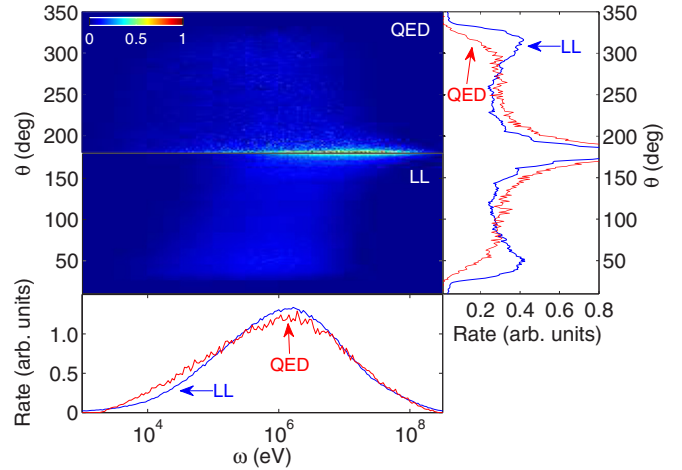 350
300
250
200
150
100
50
θ (deg)
0 0.5 1
QED
LL
350
300
250
200
150
100
50
θ (deg)
LL
QED
0.2 0.4 0.6 0.8
Rate (arb. units)
1.0
0.5
0
Rate (arb. units)
LL
QED
10^4 10^6 10^8
ω (eV)